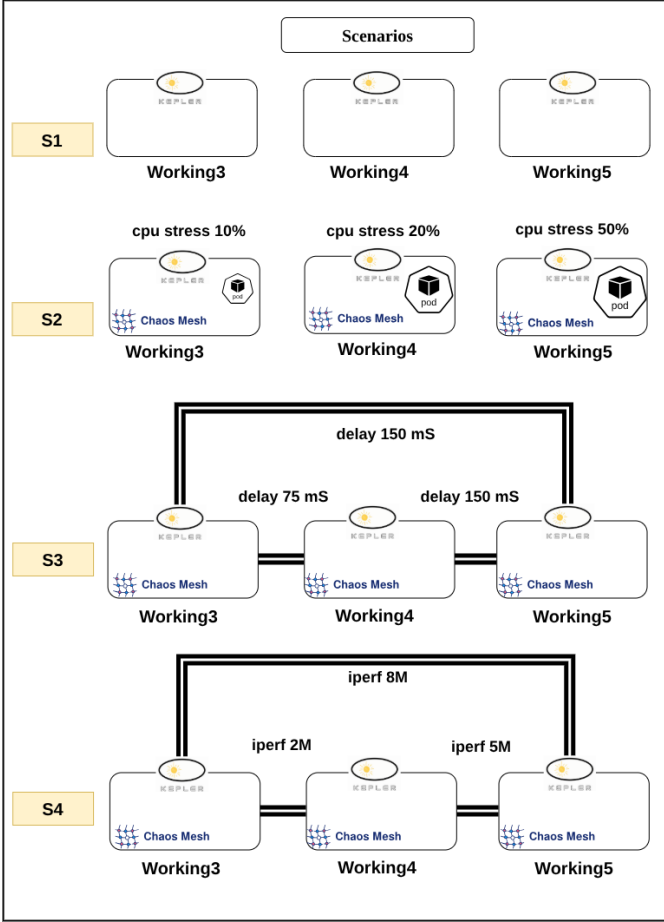 Scenarios
KEPLER KEPLER KEPLER
S1
Working3 Working4 Working5
cpu stress 10% cpu stress 20% cpu stress 50%
KEPLER KEPLER KEPLER
pod pod pod
S2
Chaos Mesh Chaos Mesh Chaos Mesh
Working3 Working4 Working5
delay 150 mS
delay 75 mS delay 150 mS
KEPLER KEPLER KEPLER
S3
Chaos Mesh Chaos Mesh Chaos Mesh
Working3 Working4 Working5
iperf 8M
iperf 2M iperf 5M
KEPLER KEPLER KEPLER
S4
Chaos Mesh Chaos Mesh Chaos Mesh
Working3 Working4 Working5